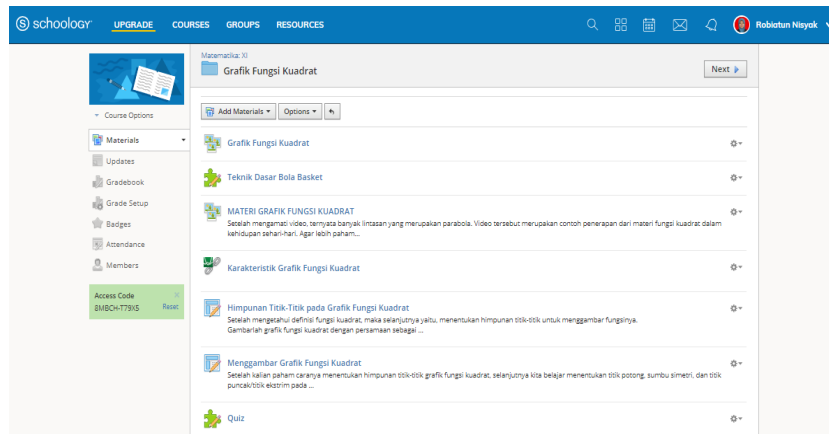 schoology
UPGRADE COURSES GROUPS RESOURCES
Robiatun Nisyak
Matematika: XI
Grafik Fungsi Kuadrat
Next
Course Options
Materials
Updates
Gradebook
Grade Setup
Badges
Attendance
Members
Access Code
8MBCH-T79X5 Reset
Add Materials Options
Grafik Fungsi Kuadrat
Teknik Dasar Bola Basket
MATERI GRAFIK FUNGSI KUADRAT
Setelah mengamati video, ternyata banyak lintasan yang merupakan parabola. Video tersebut merupakan contoh penerapan dari materi fungsi kuadrat dalam
kehidupan sehari-hari. Agar lebih paham...
Karakteristik Grafik Fungsi Kuadrat
Himpunan Titik-Titik pada Grafik Fungsi Kuadrat
Setelah mengetahui definisi fungsi kuadrat, maka selanjutnya yaitu, menentukan himpunan titik-titik untuk menggambar fungsinya.
Gambarlah grafik fungsi kuadrat dengan persamaan sebagai ...
Menggambar Grafik Fungsi Kuadrat
Setelah kalian paham caranya menentukan himpunan titik-titik grafik fungsi kuadrat, selanjutnya kita belajar menentukan titik potong, sumbu simetri, dan titik
puncak/titik ekstrim pada ...
Quiz